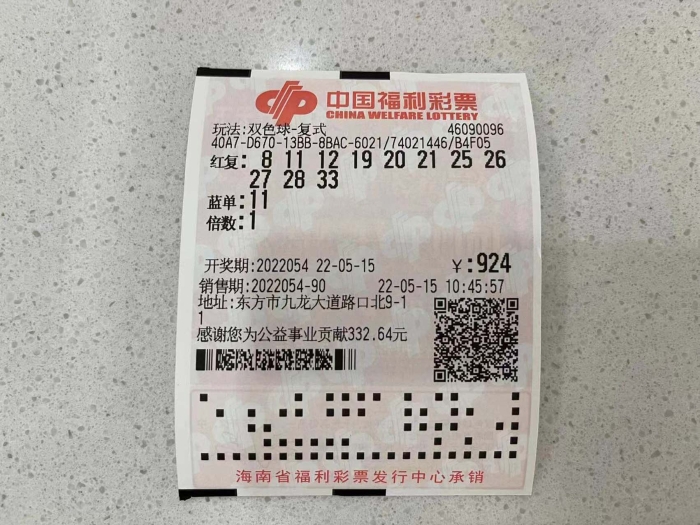 中国福利彩票
CHINA WELFARE LOTTERY
玩法:双色球-复式 46090096
40A7-D670-13BB-8BAC-6021/74021446/B4F05
红复: 8 11 12 19 20 21 25 26
27 28 33
蓝单:11
倍数:1
开奖期:2022054 22-05-15 ¥:924
销售期:2022054-90 22-05-15 10:45:57
地址:东方市九龙大道路口北9-1
1
感谢您为公益事业贡献332.64元
海南省福利彩票发行中心承销